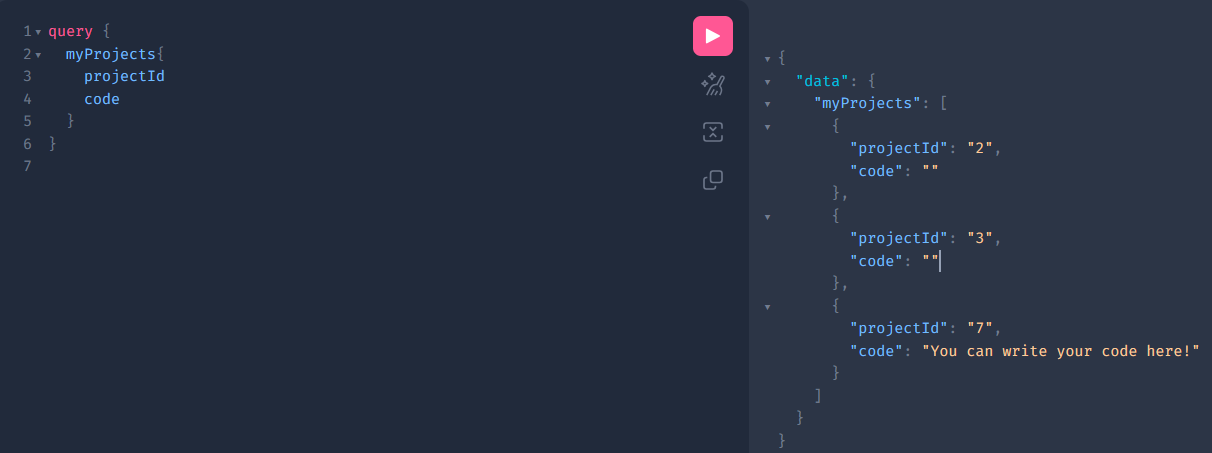 1 query {
2 myProjects{
3 projectId
4 code
5 }
6 }
7
{
"data": {
"myProjects": [
{
"projectId": "2",
"code": ""
},
{
"projectId": "3",
"code": ""
},
{
"projectId": "7",
"code": "You can write your code here!"
}
]
}
}